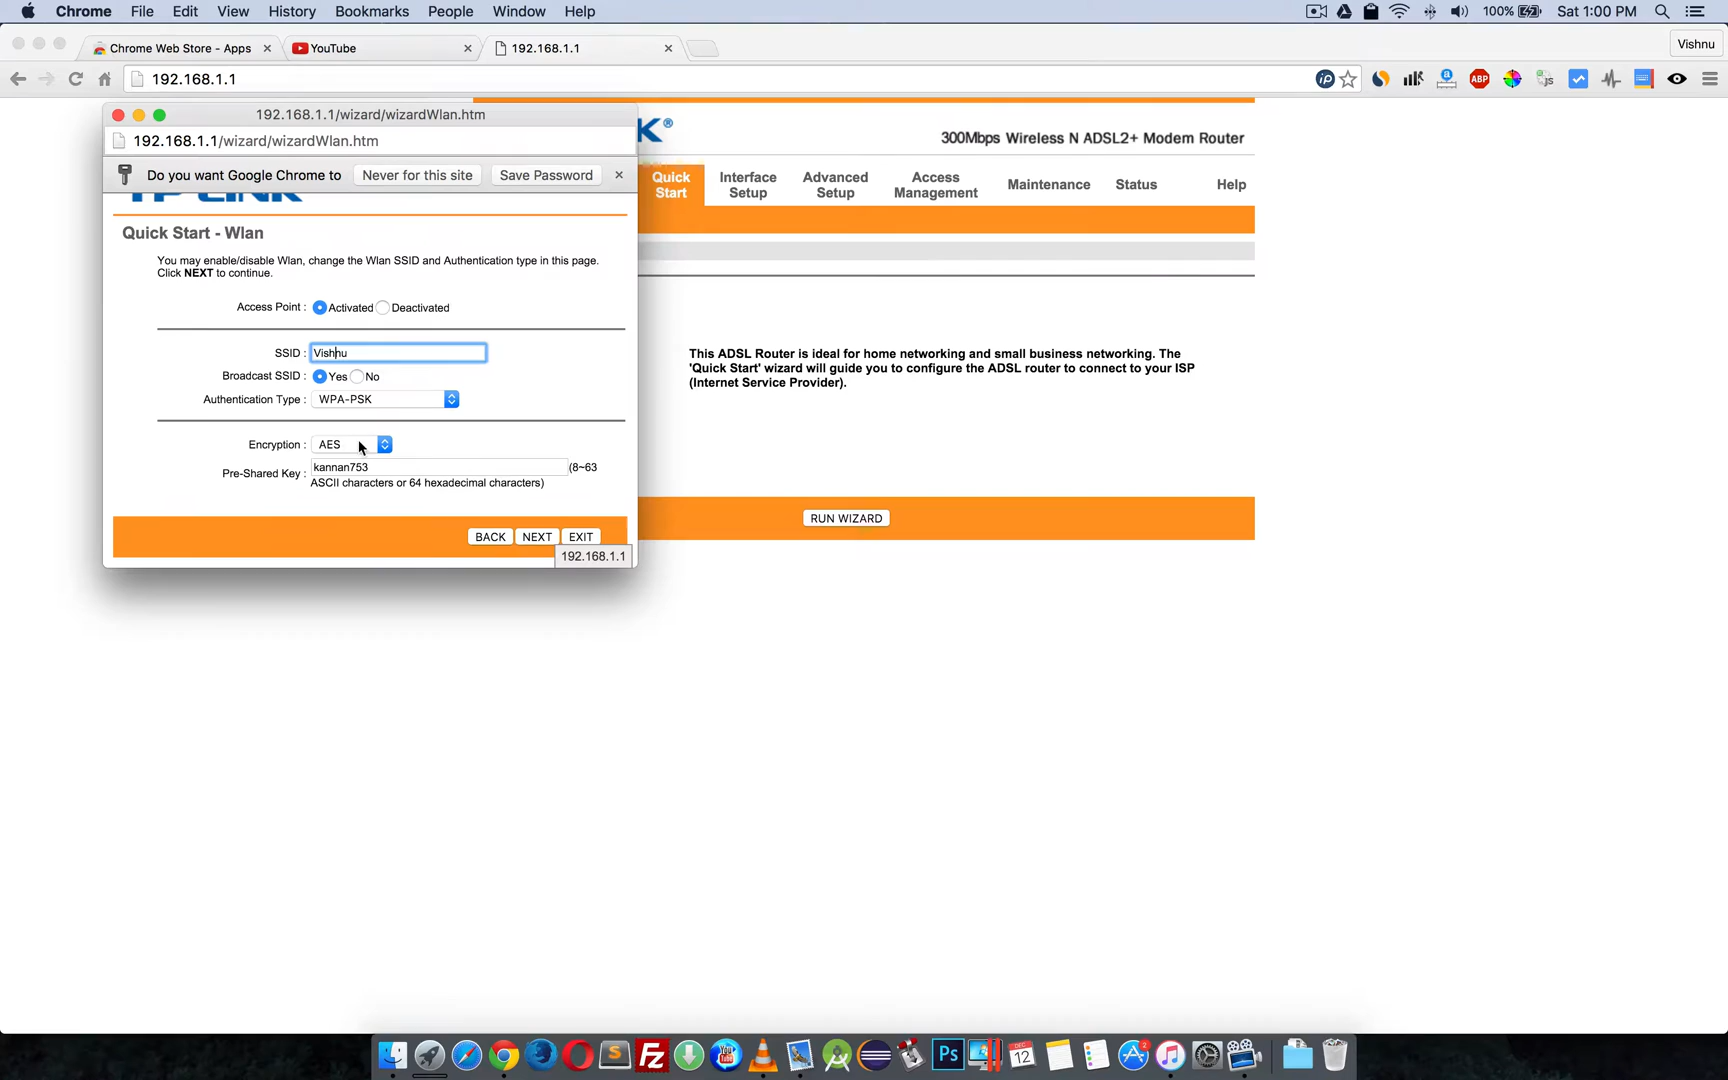 Chrome File Edit View History Bookmarks People Window Help 100% Sat 1:00 PM
Chrome Web Store - Apps YouTube 192.168.1.1 Vishnu
192.168.1.1
ABP
192.168.1.1/wizard/wizardWlan.htm
192.168.1.1/wizard/wizardWlan.htm
Do you want Google Chrome to Never for this site Save Password
TP-LINK
Quick Start - Wlan
You may enable/disable Wlan, change the Wlan SSID and Authentication type in this page.
Click NEXT to continue.
Access Point : Activated Deactivated
SSID : Vishnu
Broadcast SSID : Yes No
Authentication Type : WPA-PSK
Encryption : AES
Pre-Shared Key : kannan753 (8~63
ASCII characters or 64 hexadecimal characters)
BACK NEXT EXIT
192.168.1.1
K®
300Mbps Wireless N ADSL2+ Modem Router
Quick Start
Interface Setup
Advanced Setup
Access Management
Maintenance
Status
Help
This ADSL Router is ideal for home networking and small business networking. The
'Quick Start' wizard will guide you to configure the ADSL router to connect to your ISP
(Internet Service Provider).
RUN WIZARD